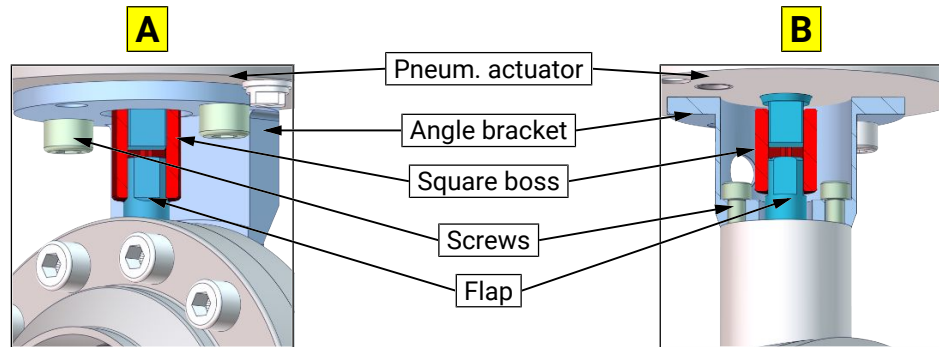 A
B
Pneum. actuator
Angle bracket
Square boss
Screws
Flap